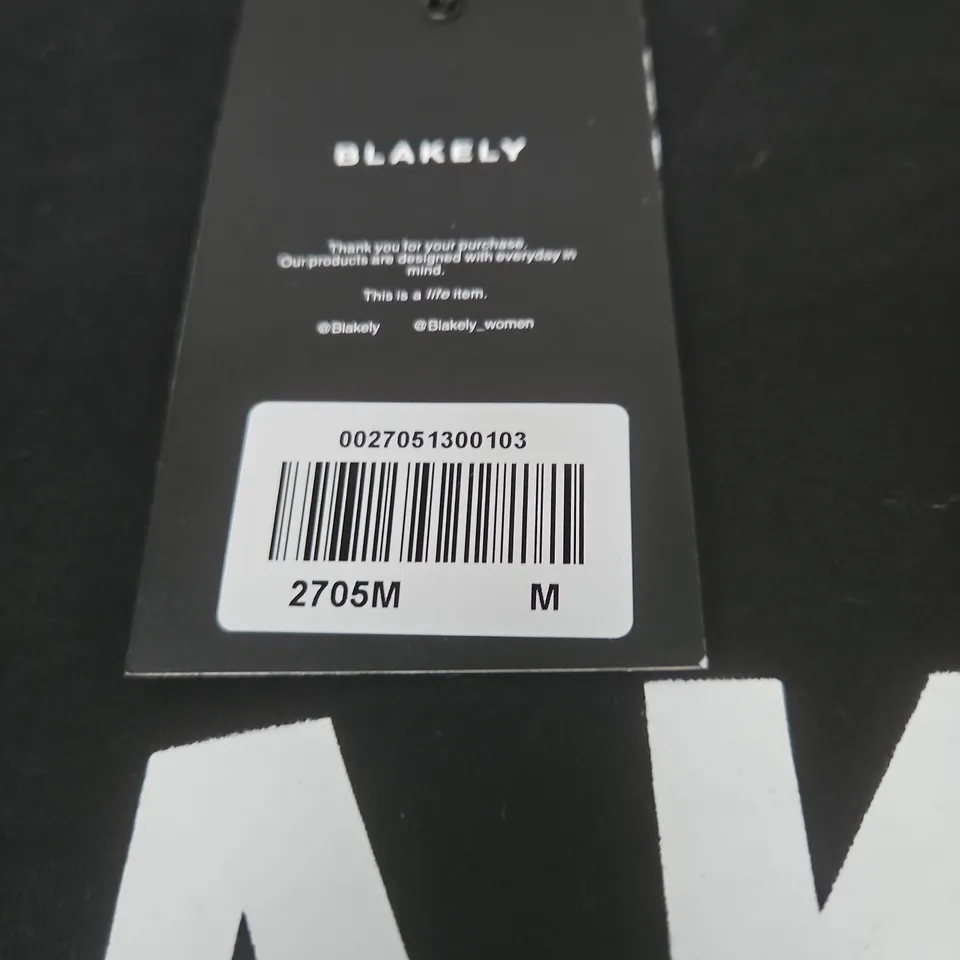 BLAKELY
Thank you for your purchase.
Our products are designed with everyday in
mind.
This is a life item.
@Blakely @Blakely_women
0027051300103
2705M M
AK